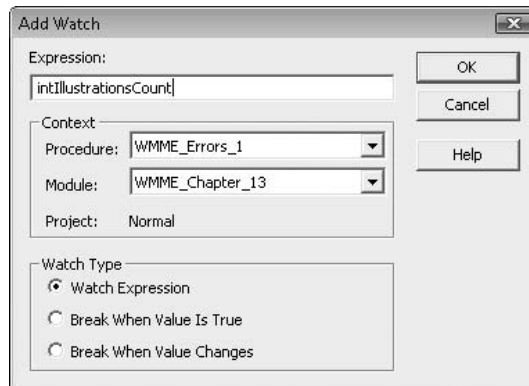 Add Watch
Expression:
intIllustrationsCount
OK
Cancel
Help
Context
Procedure: WMME_Errors_1
Module: WMME_Chapter_13
Project: Normal
Watch Type
Watch Expression
Break When Value Is True
Break When Value Changes